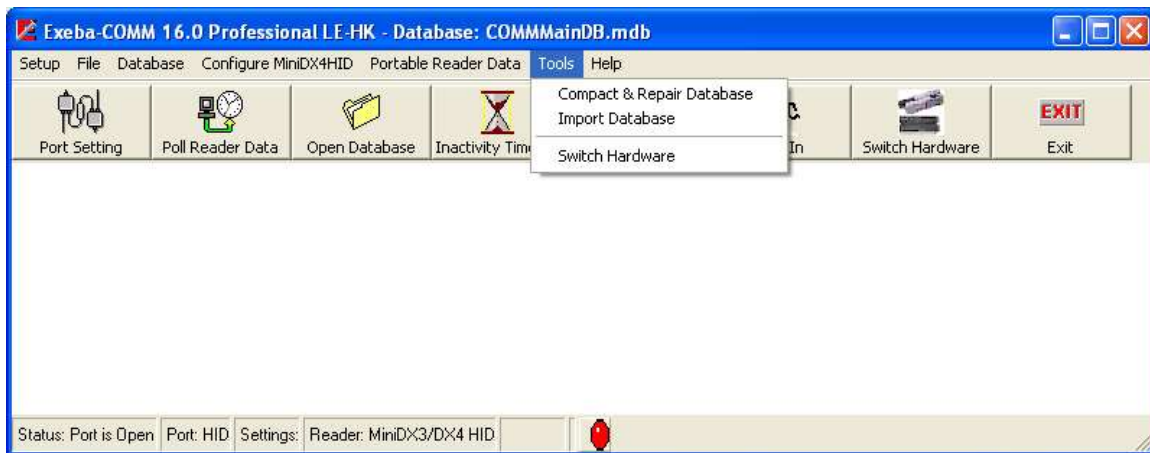 Exeba-COMM 16.0 Professional LE-HK - Database: COMMMainDB.mdb
Setup File Database Configure MiniDX4HID Portable Reader Data Tools Help
Compact & Repair Database
Import Database
Switch Hardware
EXIT
Port Setting Poll Reader Data Open Database Inactivity In Switch Hardware Exit
Status: Port is Open Port: HID Settings: Reader: MiniDX3/DX4 HID